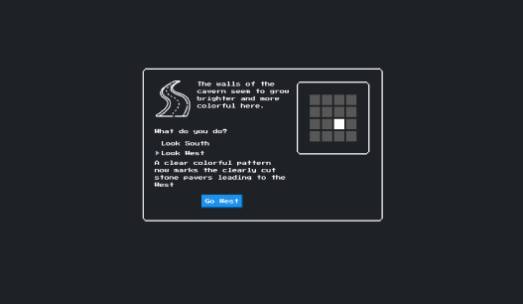 The walls of the
cavern seem to grow
brighter and more
colorful here.
What do you do?
Look South
Look West
A clear colorful pattern
now marks the clearly cut
stone pavers leading to the
West
Go West